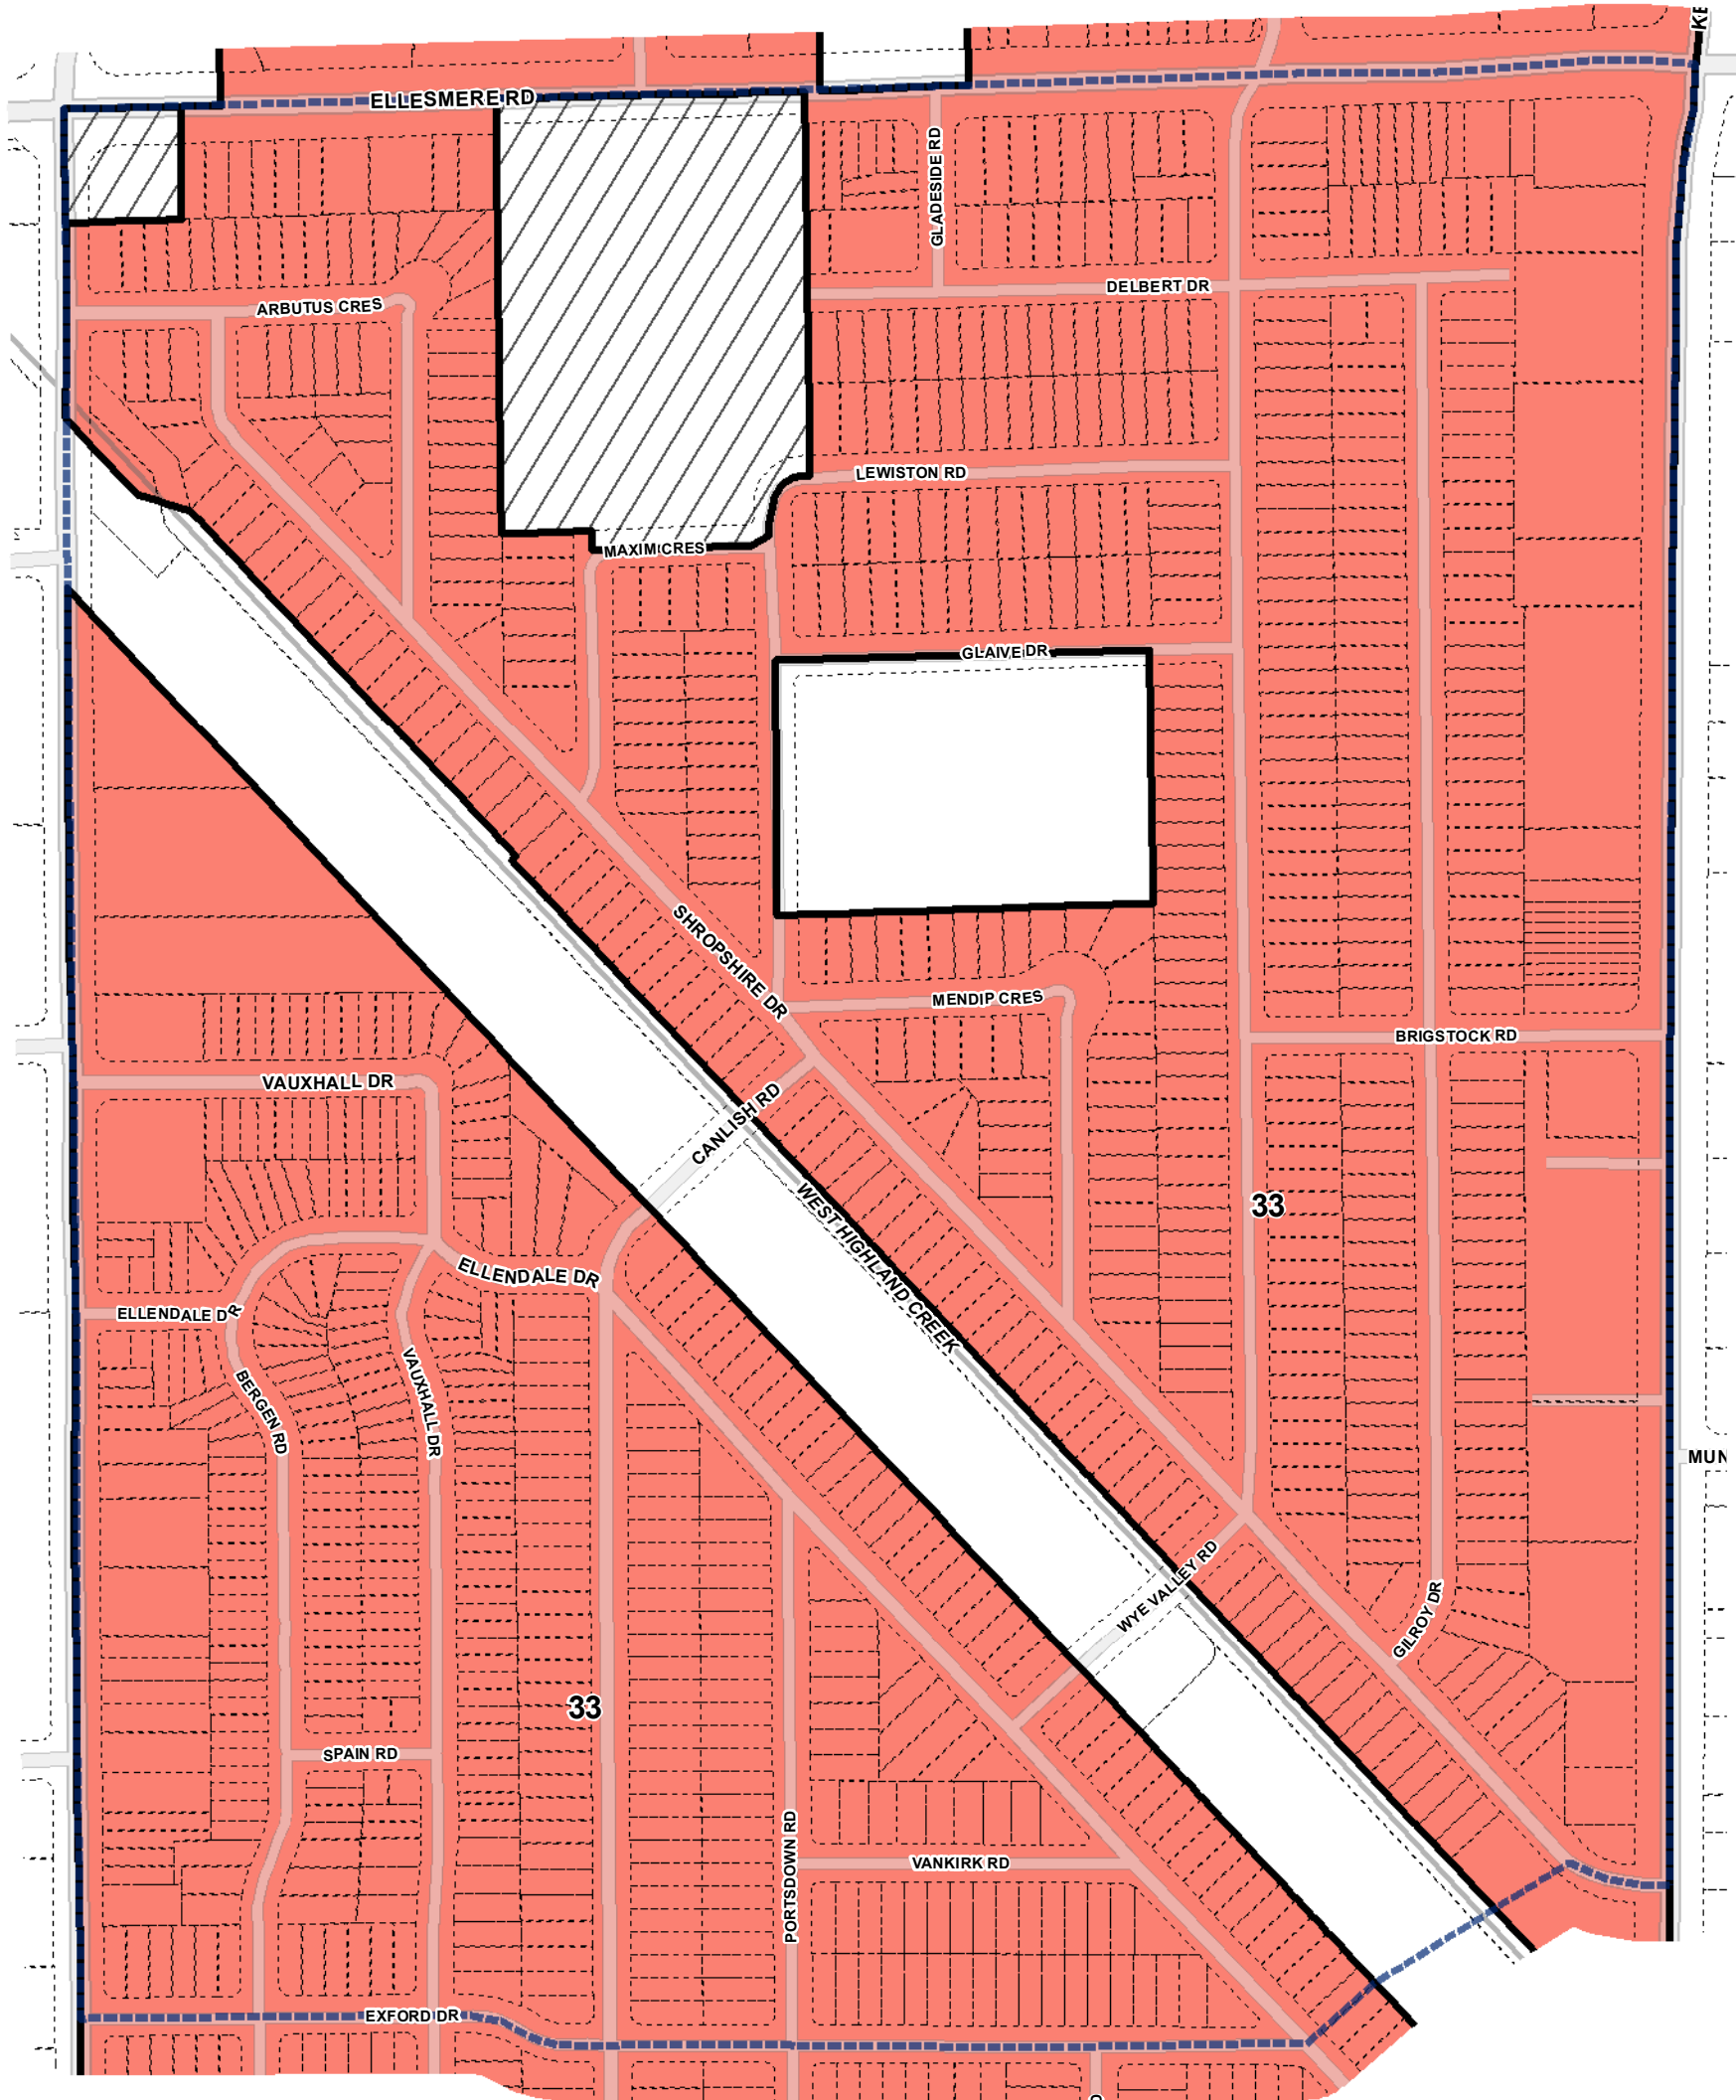 KE
ELLESMERE RD
GLADESIDE RD
DELBERT DR
ARBUTUS CRES
LEWISTON RD
MAXIM CRES
GLAIVE DR
SHROPSHIRE DR
MENDIP CRES
BRIGSTOCK RD
VAUXHALL DR
CANLISH RD
33
WEST HIGHLAND CREEK
ELLENDALE DR
ELLENDALE DR
BERGEN RD
VAUXHALL DR
MUN
WYE VALLEY RD
GILROY DR
33
SPAIN RD
PORTSDOWN RD
VANKIRK RD
EXFORD DR